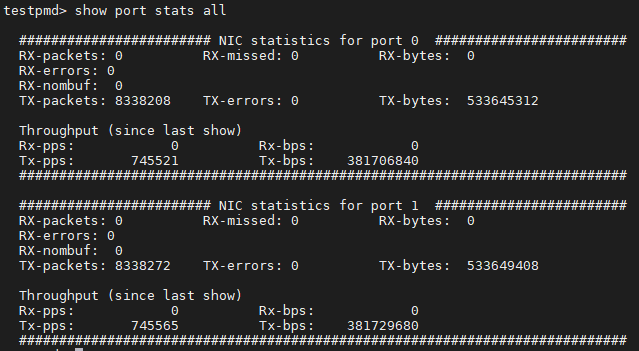 testpmd> show port stats all
######################## NIC statistics for port 0 ########################
RX-packets: 0 RX-missed: 0 RX-bytes: 0
RX-errors: 0
RX-nombuf: 0
TX-packets: 8338208 TX-errors: 0 TX-bytes: 533645312
Throughput (since last show)
Rx-pps: 0 Rx-bps: 0
Tx-pps: 745521 Tx-bps: 381706840
############################################################################
######################## NIC statistics for port 1 ########################
RX-packets: 0 RX-missed: 0 RX-bytes: 0
RX-errors: 0
RX-nombuf: 0
TX-packets: 8338272 TX-errors: 0 TX-bytes: 533649408
Throughput (since last show)
Rx-pps: 0 Rx-bps: 0
Tx-pps: 745565 Tx-bps: 381729680
############################################################################